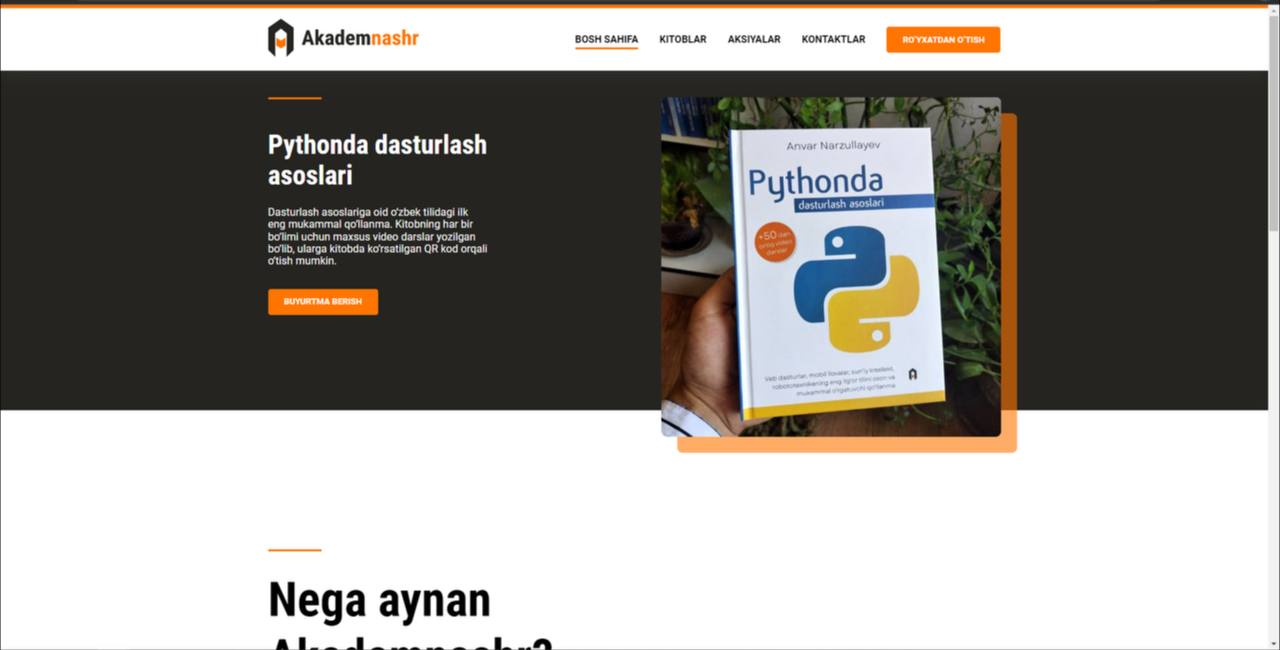 Akademnashr
BOSH SAHIFA
KITOBLAR
AKSIYALAR
KONTAKTLAR
RO'YXATDAN O'TISH
Pythonda dasturlash
asoslari
Dasturlash asoslariga oid o'zbek tilidagi ilk
eng mukammal qo'llanma. Kitobning har bir
bo'limi uchun maxsus video darslar yozilgan
bo'lib, ularga kitobda ko'rsatilgan QR kod orqali
o'tish mumkin.
BUYURTMA BERISH
Anvar Narzullayev
Pythonda
dasturlash asoslari
+50 dan
ortiq video
darslar
Veb dasturlar, mobil ilovalar, sun'iy intellekt,
robototexnikaning eng ilg'or tilini oson va
mukammal o'rgatuvchi qo'llanma
Nega aynan
Akademnashr?